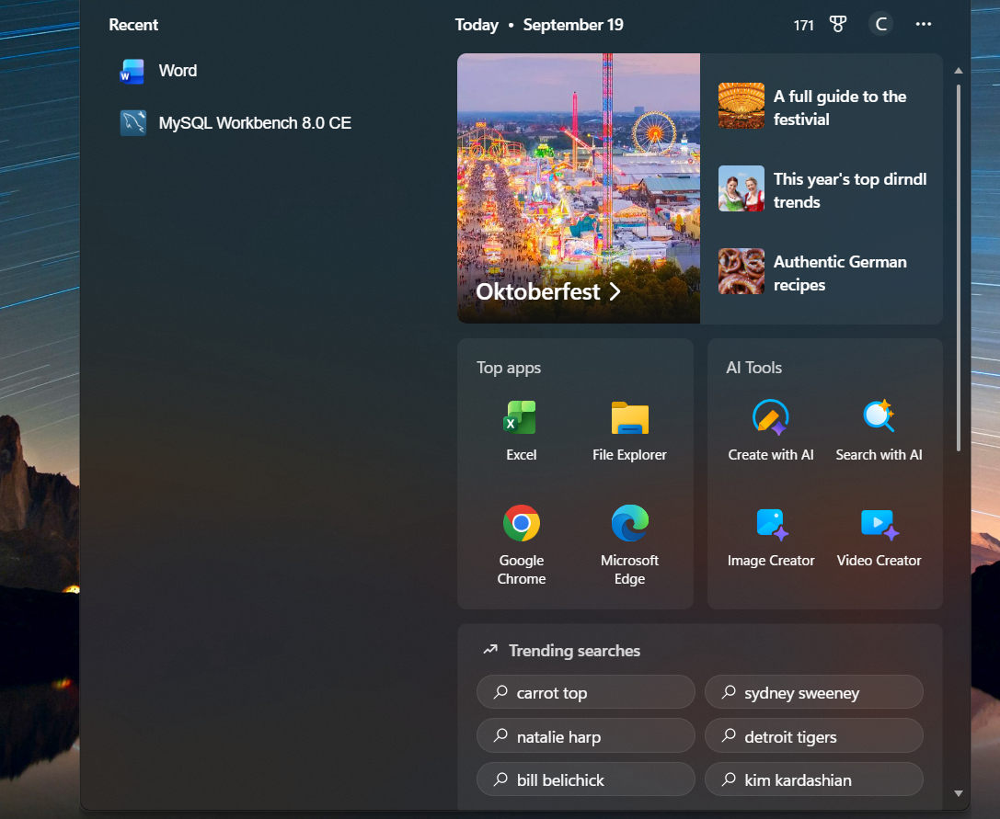 Recent
Word
MySQL Workbench 8.0 CE
Today • September 19
171
C
Oktoberfest
A full guide to the
festivial
This year's top dirndl
trends
Authentic German
recipes
Top apps
Excel
File Explorer
Google
Chrome
Microsoft
Edge
AI Tools
Create with AI
Search with AI
Image Creator
Video Creator
Trending searches
carrot top
sydney sweeney
natalie harp
detroit tigers
bill belichick
kim kardashian